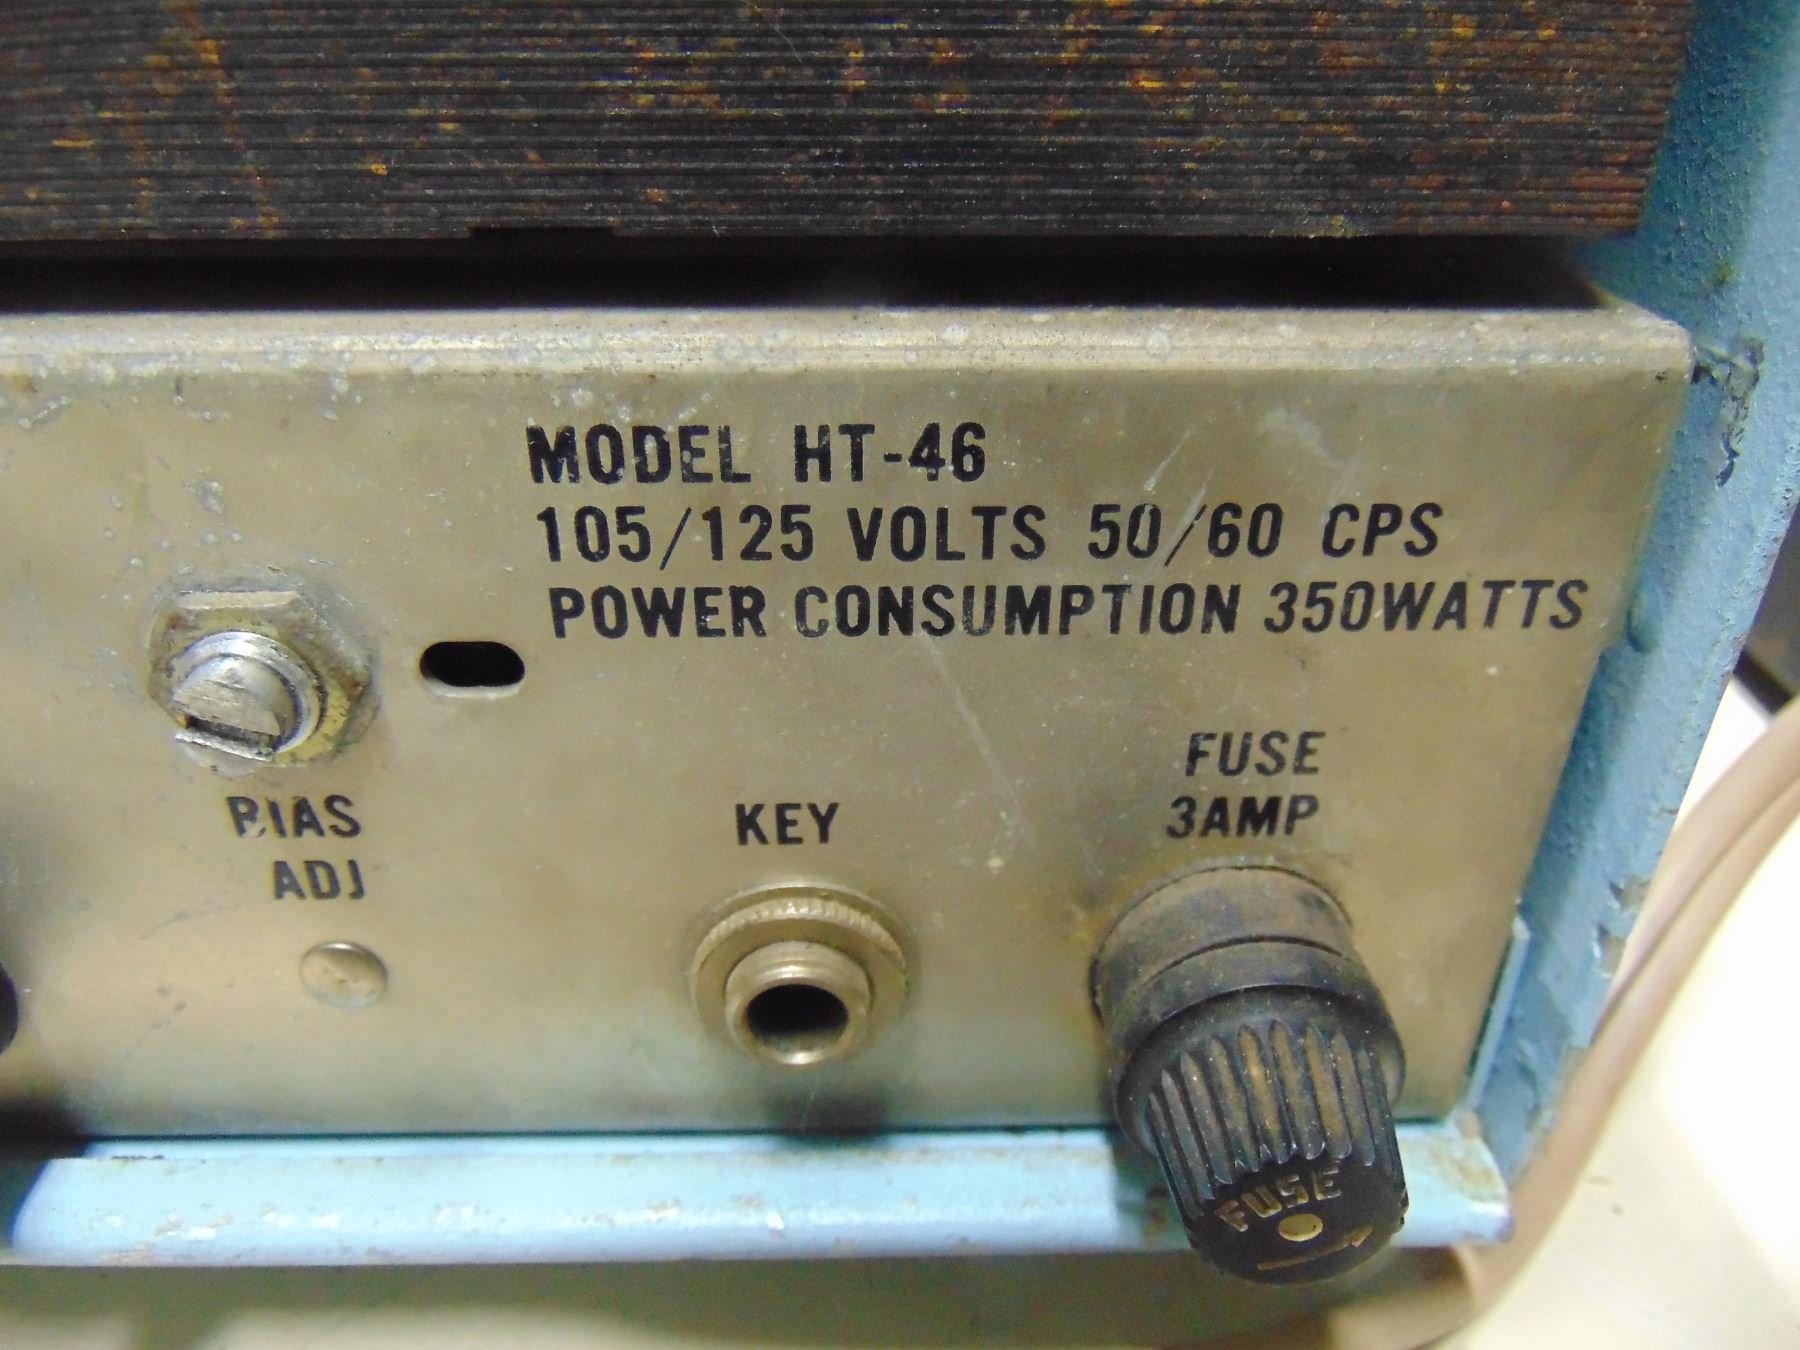 MODEL HT-46
105/125 VOLTS 50/60 CPS
POWER CONSUMPTION 350WATTS
BIAS
ADJ
KEY
FUSE
3AMP
FUSE